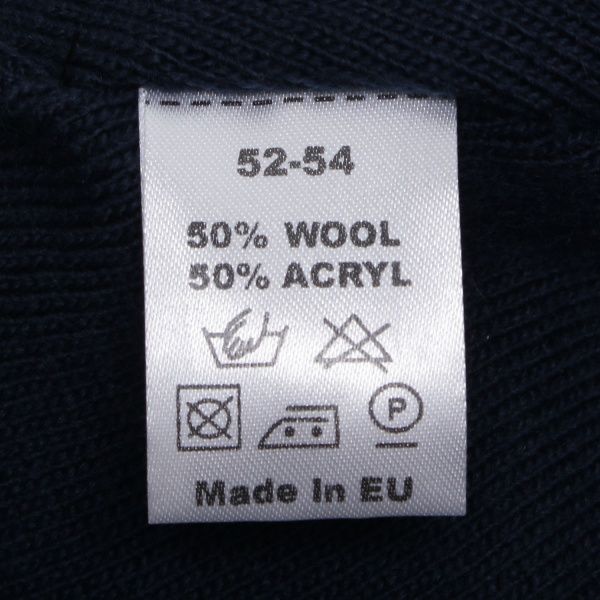 52-54
50% WOOL
50% ACRYL
P
Made In EU